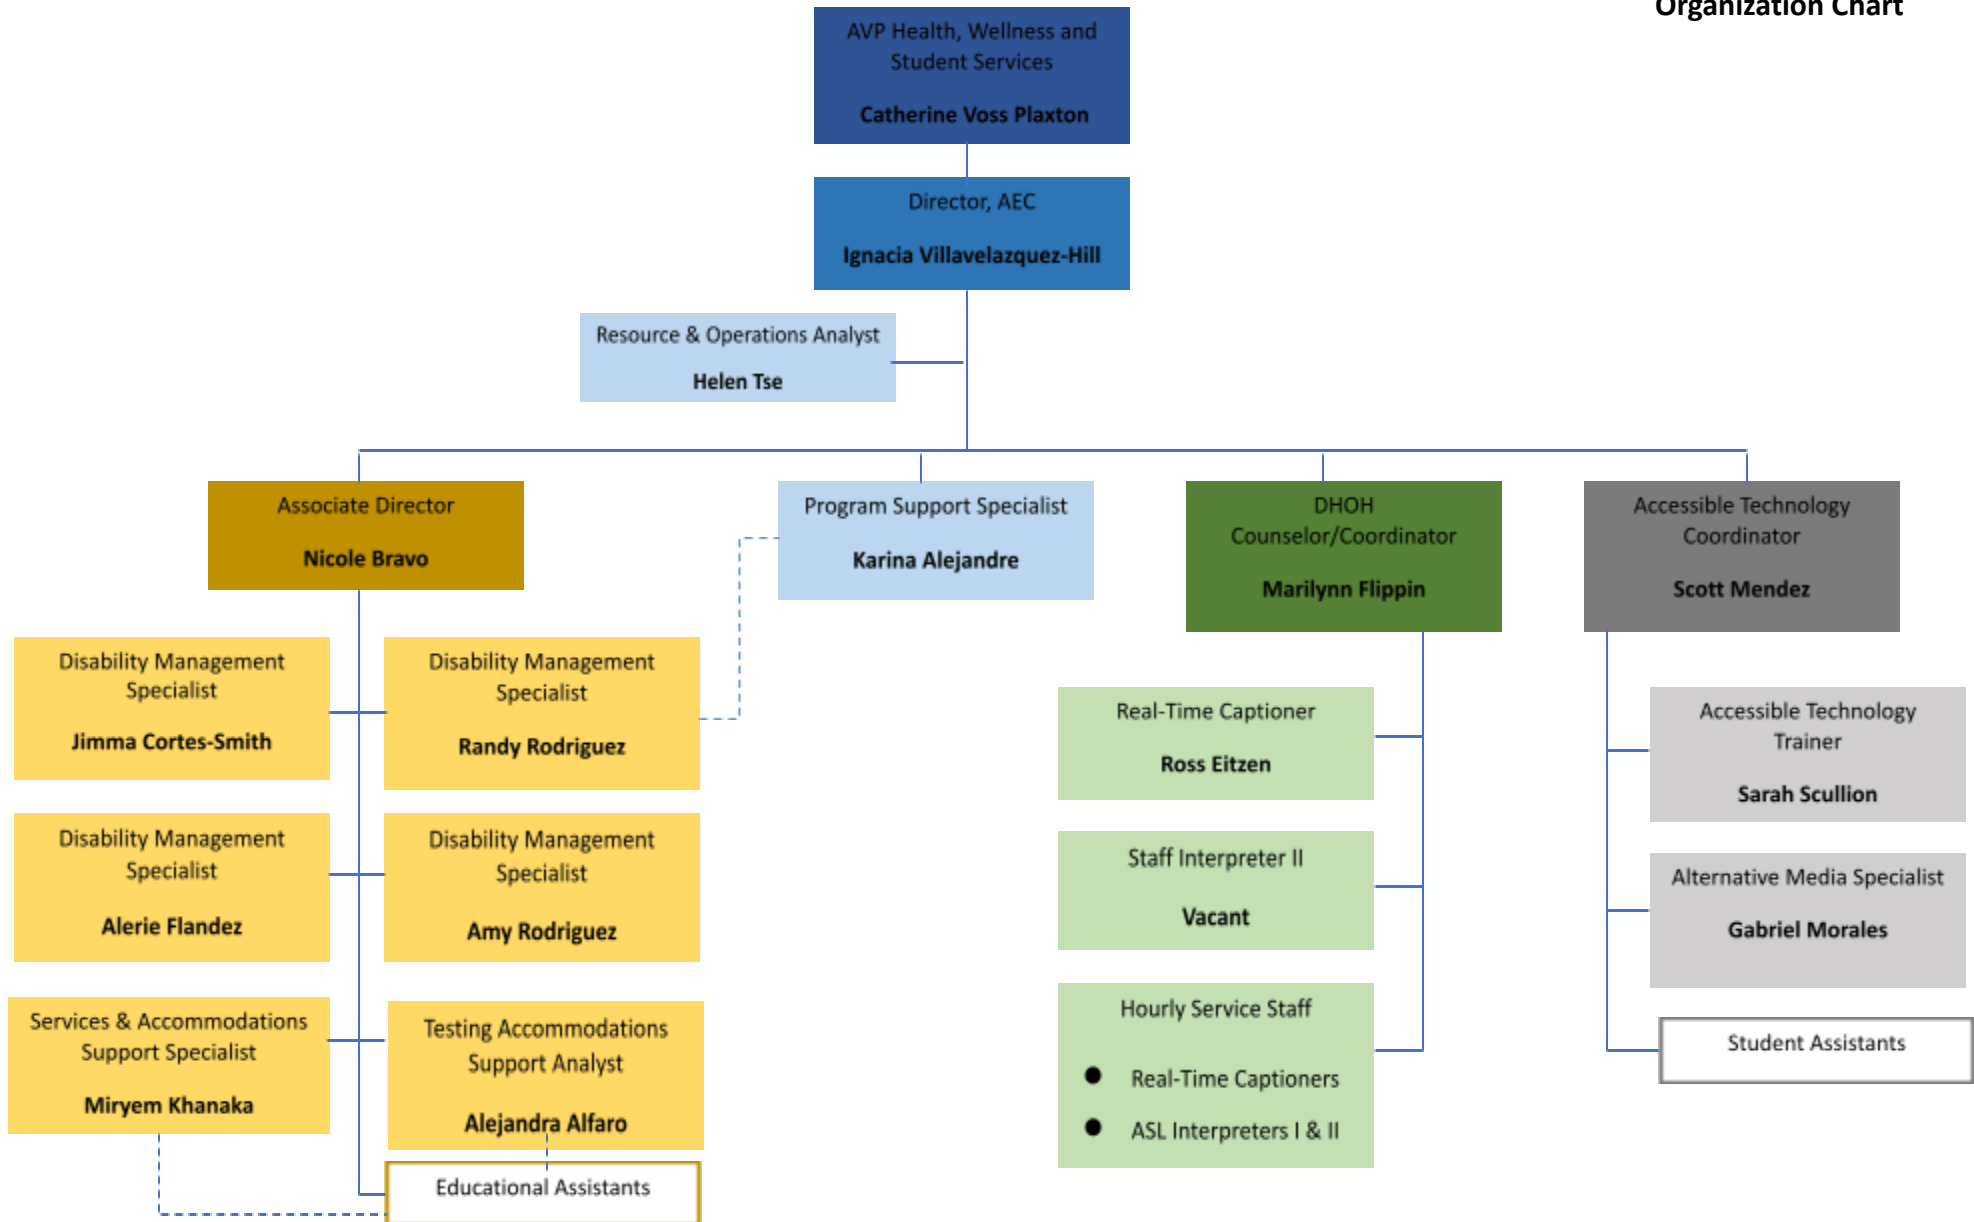 Organization Chart
AVP Health, Wellness and
Student Services
Catherine Voss Plaxton
Director, AEC
Ignacia Villavelazquez-Hill
Resource & Operations Analyst
Helen Tse
Associate Director
Nicole Bravo
Program Support Specialist
Karina Alejandre
DHOH
Counselor/Coordinator
Marilynn Flippin
Accessible Technology
Coordinator
Scott Mendez
Disability Management
Specialist
Jimma Cortes-Smith
Disability Management
Specialist
Randy Rodriguez
Disability Management
Specialist
Alerie Flandez
Disability Management
Specialist
Amy Rodriguez
Services & Accommodations
Support Specialist
Miryem Khanaka
Testing Accommodations
Support Analyst
Alejandra Alfaro
Educational Assistants
Real-Time Captioner
Ross Eitzen
Staff Interpreter II
Vacant
Hourly Service Staff
● Real-Time Captioners
● ASL Interpreters I & II
Accessible Technology
Trainer
Sarah Scullion
Alternative Media Specialist
Gabriel Morales
Student Assistants